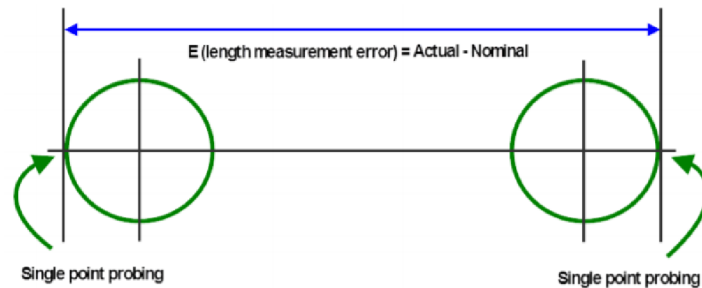 E (length measurement error) = Actual - Nominal
Single point probing
Single point probing